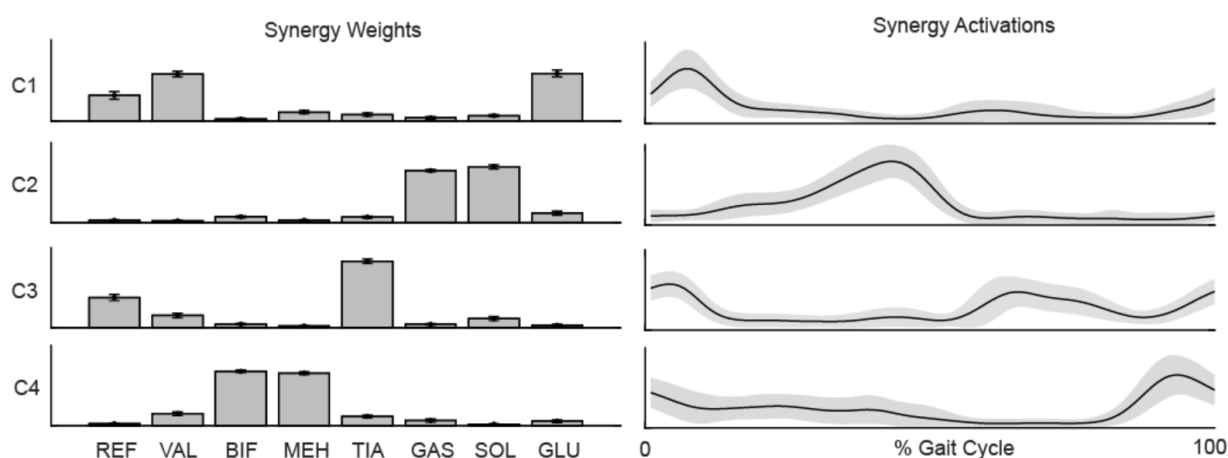 Synergy Weights
Synergy Activations
C1
C2
C3
C4
REF VAL BIF MEH TIA GAS SOL GLU
0 % Gait Cycle 100